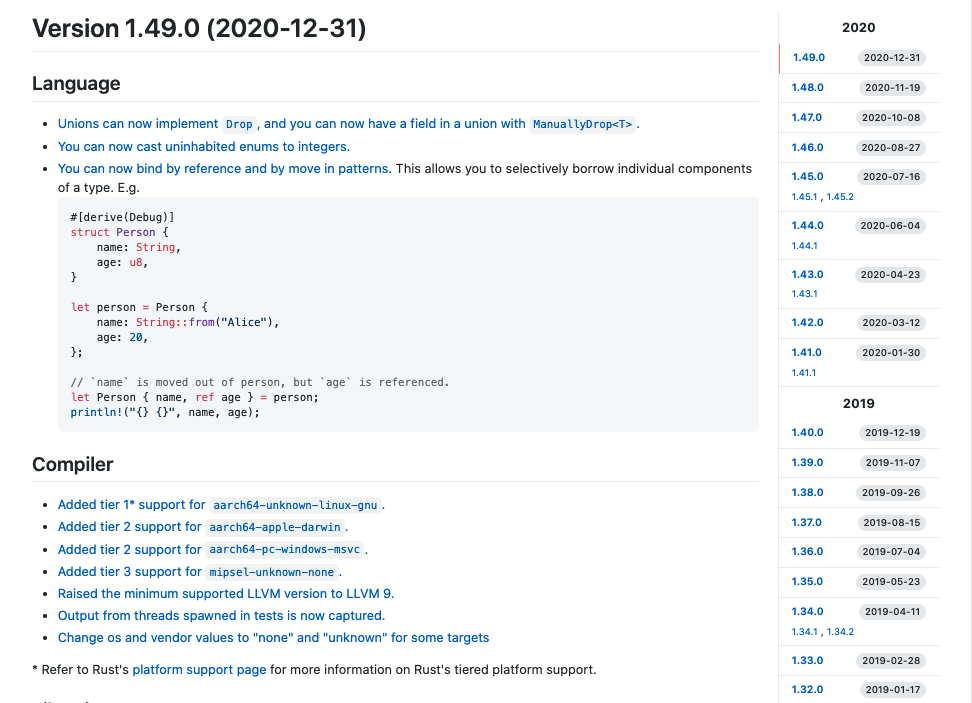 Version 1.49.0 (2020-12-31)
Language
• Unions can now implement Drop, and you can now have a field in a union with ManuallyDrop<T>.
• You can now cast uninhabited enums to integers.
• You can now bind by reference and by move in patterns. This allows you to selectively borrow individual components
of a type. E.g.
#[derive(Debug)]
struct Person {
    name: String,
    age: u8,
}

let person = Person {
    name: String::from("Alice"),
    age: 20,
};

// `name` is moved out of person, but `age` is referenced.
let Person { name, ref age } = person;
println!("{} {}", name, age);
Compiler
• Added tier 1* support for aarch64-unknown-linux-gnu.
• Added tier 2 support for aarch64-apple-darwin.
• Added tier 2 support for aarch64-pc-windows-msvc.
• Added tier 3 support for mipsel-unknown-none.
• Raised the minimum supported LLVM version to LLVM 9.
• Output from threads spawned in tests is now captured.
• Change os and vendor values to "none" and "unknown" for some targets
* Refer to Rust's platform support page for more information on Rust's tiered platform support.
2020
1.49.0 2020-12-31
1.48.0 2020-11-19
1.47.0 2020-10-08
1.46.0 2020-08-27
1.45.0 2020-07-16
1.45.1 , 1.45.2
1.44.0 2020-06-04
1.44.1
1.43.0 2020-04-23
1.43.1
1.42.0 2020-03-12
1.41.0 2020-01-30
1.41.1
2019
1.40.0 2019-12-19
1.39.0 2019-11-07
1.38.0 2019-09-26
1.37.0 2019-08-15
1.36.0 2019-07-04
1.35.0 2019-05-23
1.34.0 2019-04-11
1.34.1 , 1.34.2
1.33.0 2019-02-28
1.32.0 2019-01-17